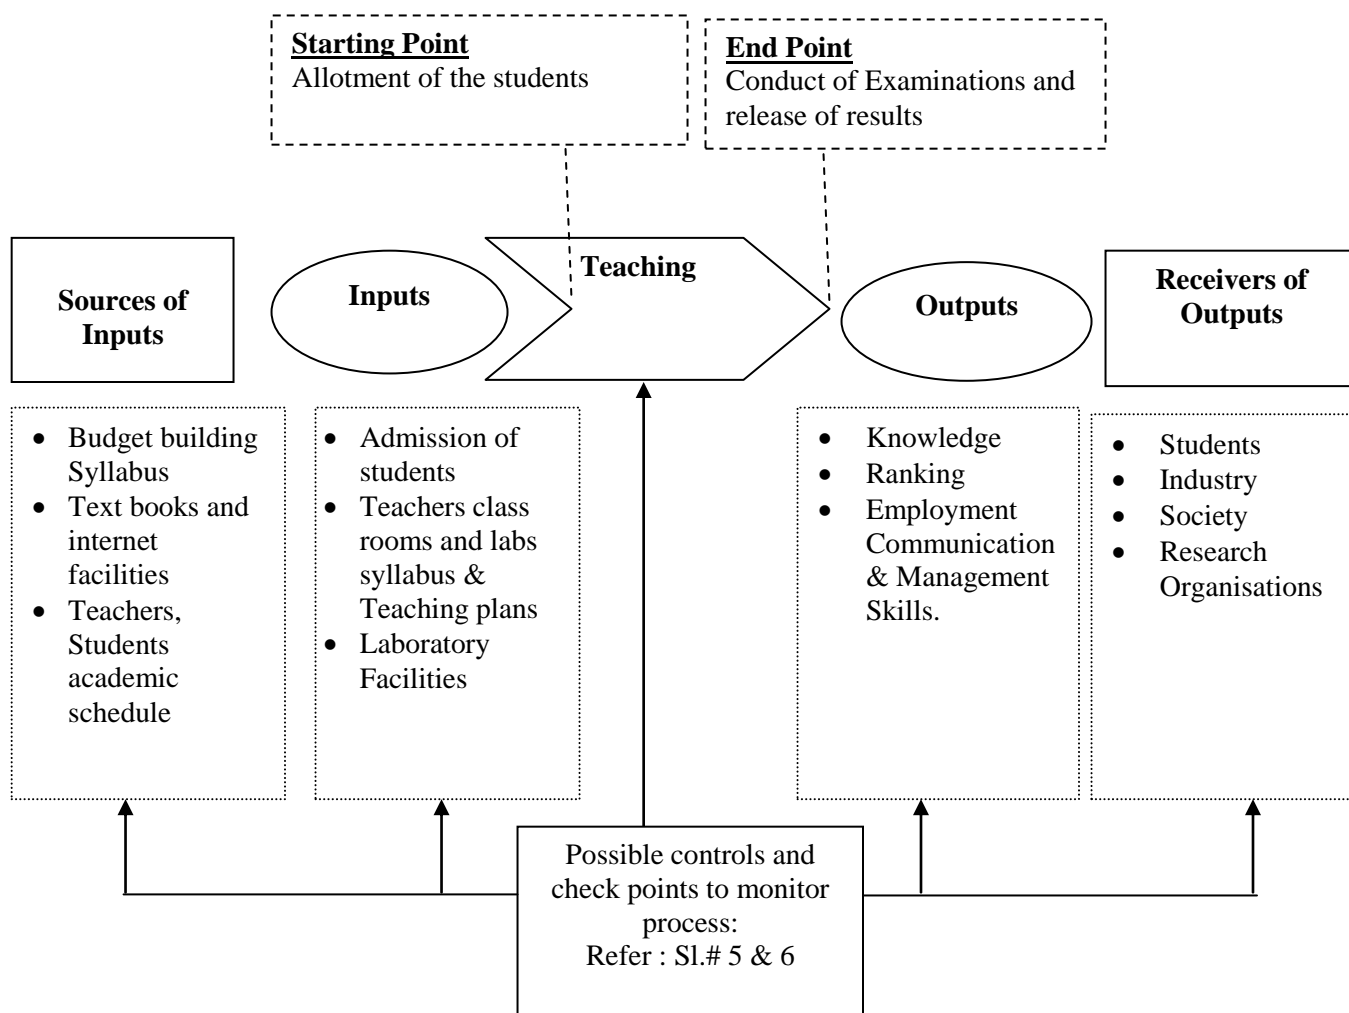 Starting Point
Allotment of the students
End Point
Conduct of Examinations and
release of results
Sources of
Inputs
Inputs
Teaching
Outputs
Receivers of
Outputs
• Budget building
Syllabus
• Text books and
internet
facilities
• Teachers,
Students
academic
schedule
• Admission of
students
• Teachers class
rooms and labs
syllabus &
Teaching plans
• Laboratory
Facilities
• Knowledge
• Ranking
• Employment
Communication
& Management
Skills.
• Students
• Industry
• Society
• Research
Organisations
Possible controls and
check points to monitor
process:
Refer : Sl.# 5 & 6